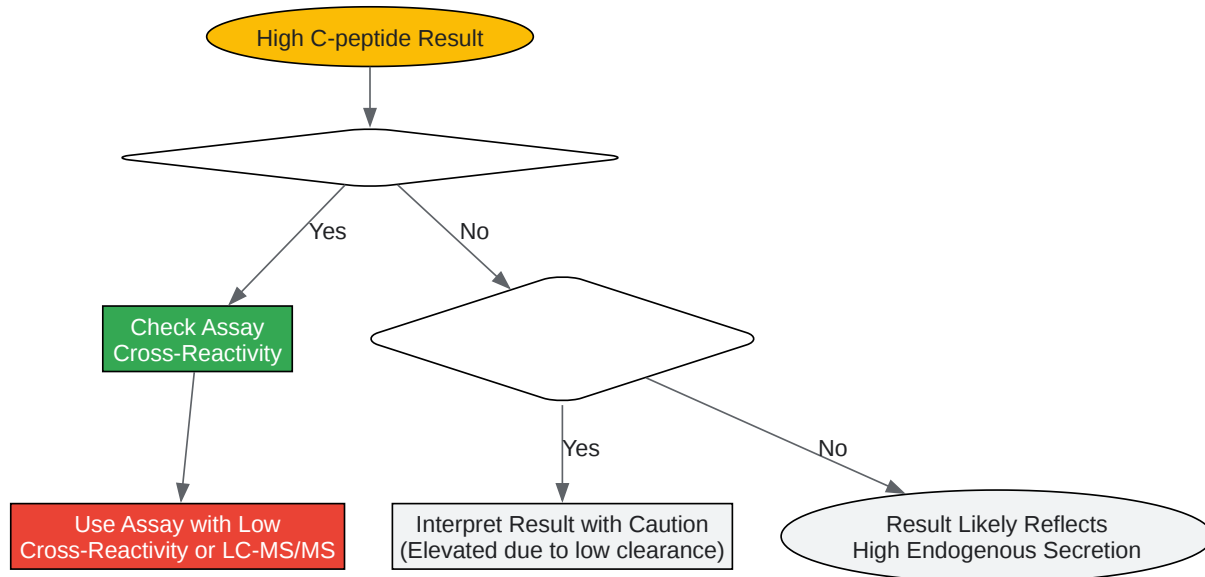 High C-peptide Result
Yes
No
Check Assay
Cross-Reactivity
Yes
No
Use Assay with Low
Cross-Reactivity or LC-MS/MS
Interpret Result with Caution
(Elevated due to low clearance)
Result Likely Reflects
High Endogenous Secretion